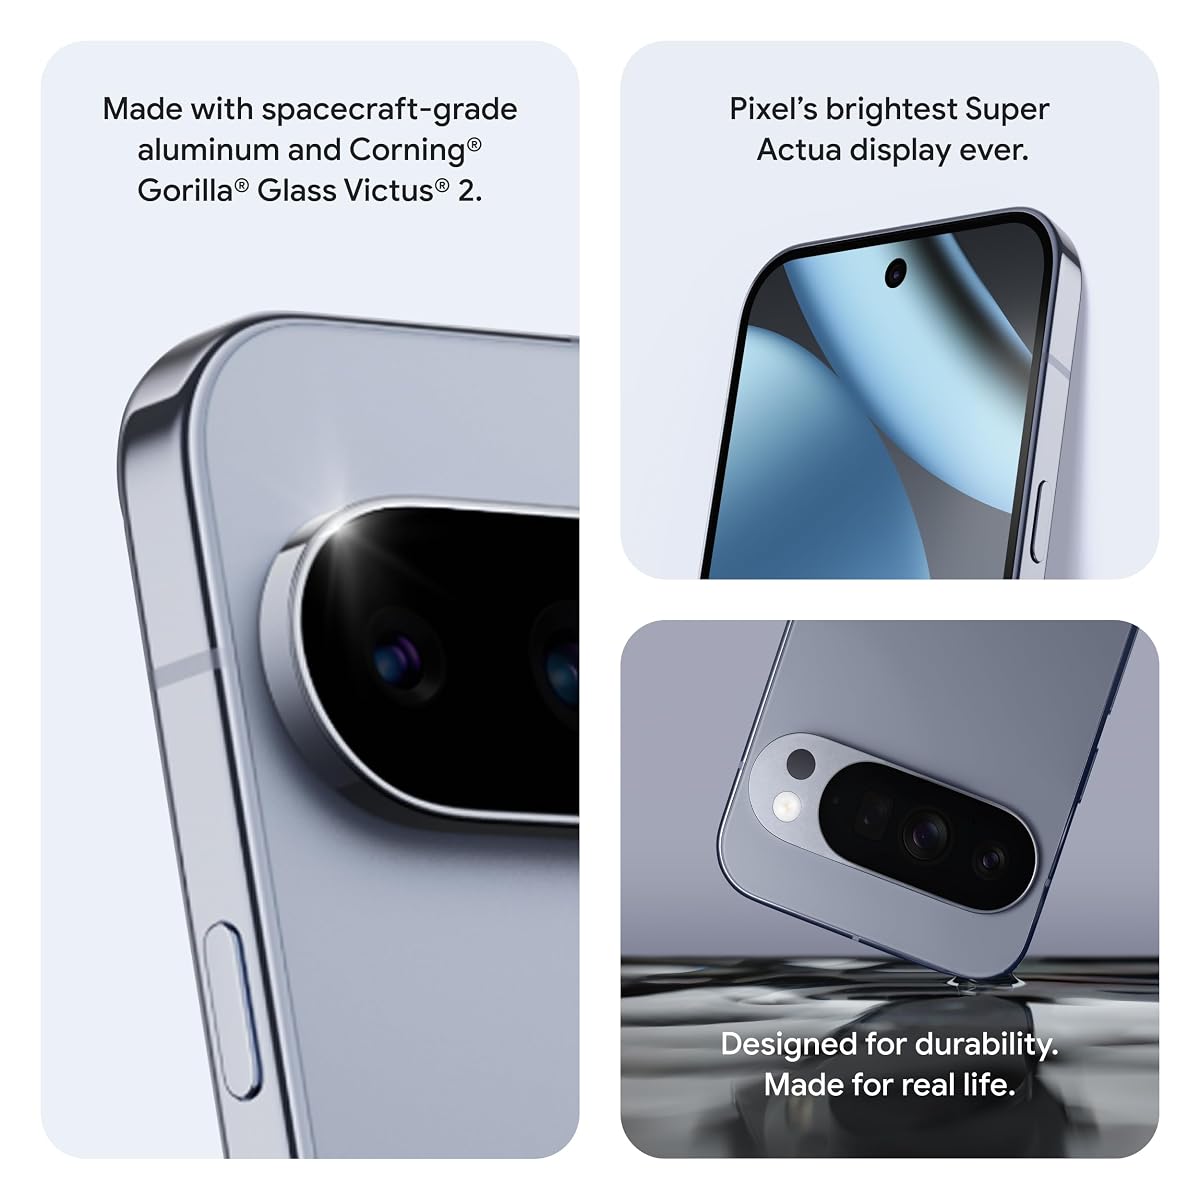 Made with spacecraft-grade
aluminum and Corning®
Gorilla® Glass Victus® 2.
Pixel’s brightest Super
Actua display ever.
Designed for durability.
Made for real life.